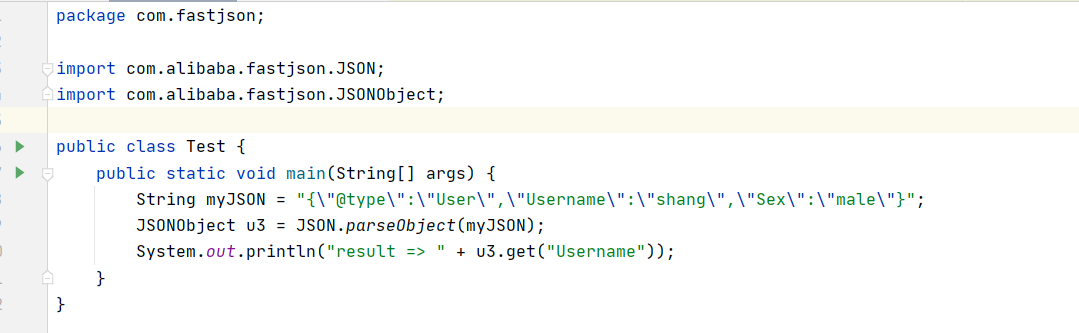 package com.fastjson;
import com.alibaba.fastjson.JSON;
import com.alibaba.fastjson.JSONObject;
public class Test {
public static void main(String[] args) {
String myJSON = "{\"@type\":\"User\",\"Username\":\"shang\",\"Sex\":\"male\"}";
JSONObject u3 = JSON.parseObject(myJSON);
System.out.println("result => " + u3.get("Username"));
}
}